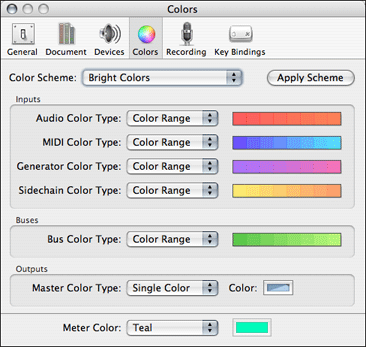 Colors
General Document Devices Colors Recording Key Bindings
Color Scheme: Bright Colors Apply Scheme
Inputs
Audio Color Type: Color Range
MIDI Color Type: Color Range
Generator Color Type: Color Range
Sidechain Color Type: Color Range
Buses
Bus Color Type: Color Range
Outputs
Master Color Type: Single Color Color:
Meter Color: Teal